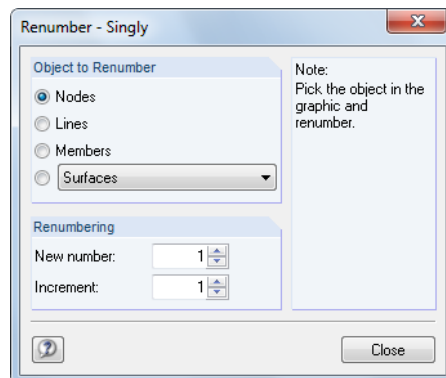 Renumber - Singly
Object to Renumber
Nodes
Lines
Members
Surfaces
Renumbering
New number: 1
Increment: 1
Note:
Pick the object in the
graphic and
renumber.
Close